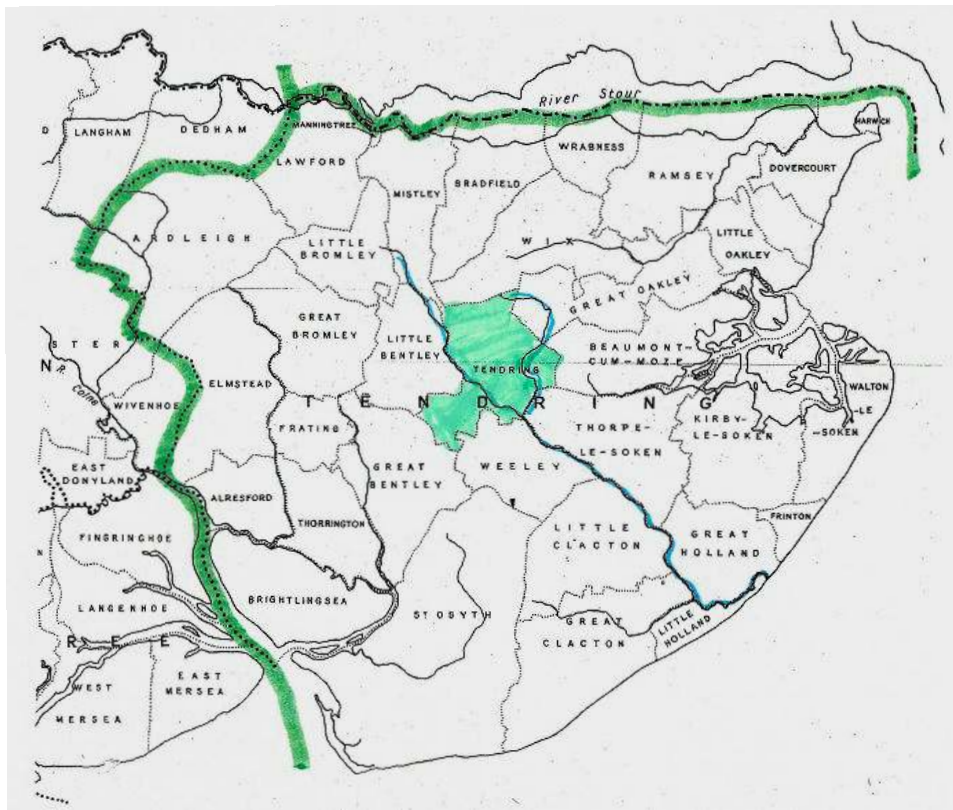 River Stour
HARWICH
D
LANGHAM
DEDHAM
MANNINGTREE
LAWFORD
WRABNESS
RAMSEY
DOVERCOURT
MISTLEY
BRADFIELD
ARDLEIGH
LITTLE
BROMLEY
WIX
LITTLE
OAKLEY
GREAT OAKLEY
GREAT
BROMLEY
LITTLE
BENTLEY
STER
N
R. Colne
BEAUMONT-
CUM-MOZE
TENDRING
ELMSTEAD
WALTON
-LE
-SOKEN
WIVENHOE
TENDRING
FRATING
THORPE-
LE-SOKEN
KIRBY-
LE-SOKEN
EAST
DONYLAND
GREAT
BENTLEY
WEELEY
ALRESFORD
THORRINGTON
FRINTON
FINGRINGHOE
N
LITTLE
CLACTON
GREAT
HOLLAND
LANGENHOE
BRIGHTLINGSEA
ST OSYTH
GREAT
CLACTON
LITTLE
HOLLAND
REE
WEST
MERSEA
EAST
MERSEA